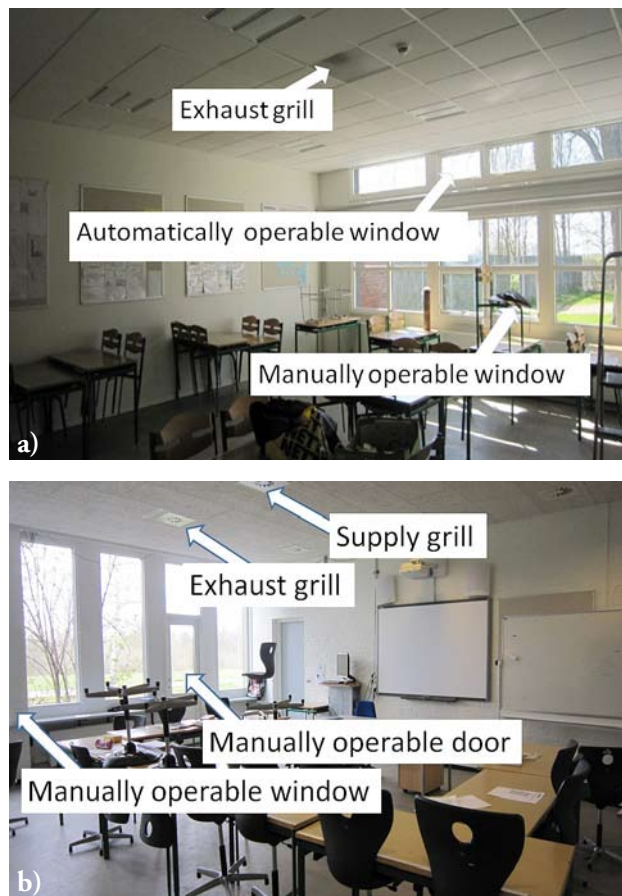 Exhaust grill
Automatically operable window
Manually operable window
a)
Supply grill
Exhaust grill
Manually operable door
Manually operable window
b)